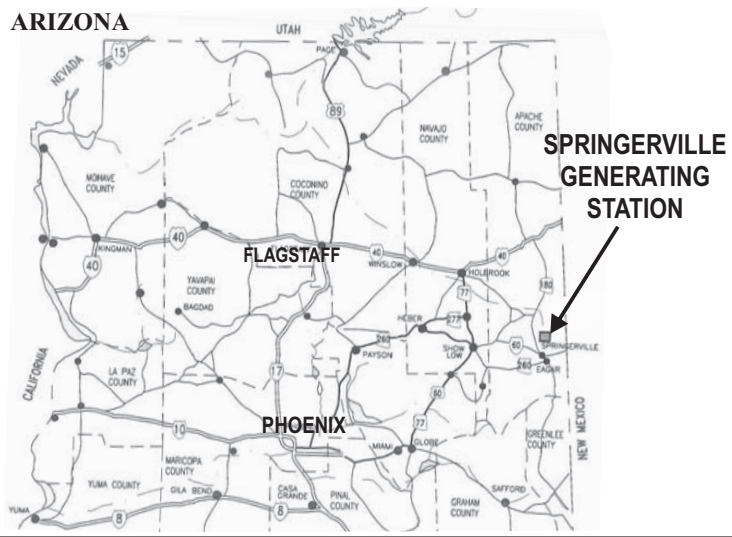 ARIZONA
UTAH
15
PAGE
NEVADA
89
NAVAJO
COUNTY
APACHE
COUNTY
SPRINGERVILLE
GENERATING
STATION
MOHAVE
COUNTY
COCONINO
COUNTY
KINGMAN
40
FLAGSTAFF
40
40
WINSLOW
HOLBROOK
40
YAVAPAI
COUNTY
BAGDAD
77
180
HEBER
277
260
PAYSON
SHOW
LOW
60
SPRINGERVILLE
260
EAGAR
CALIFORNIA
LA PAZ
COUNTY
17
60
77
NEW MEXICO
10
PHOENIX
MIAMI
GLOBE
GREENLEE
COUNTY
MARICOPA
COUNTY
YUMA COUNTY
GILA BEND
CASA
GRANDE
PINAL
COUNTY
SAFFORD
GRAHAM
COUNTY
YUMA
8
8